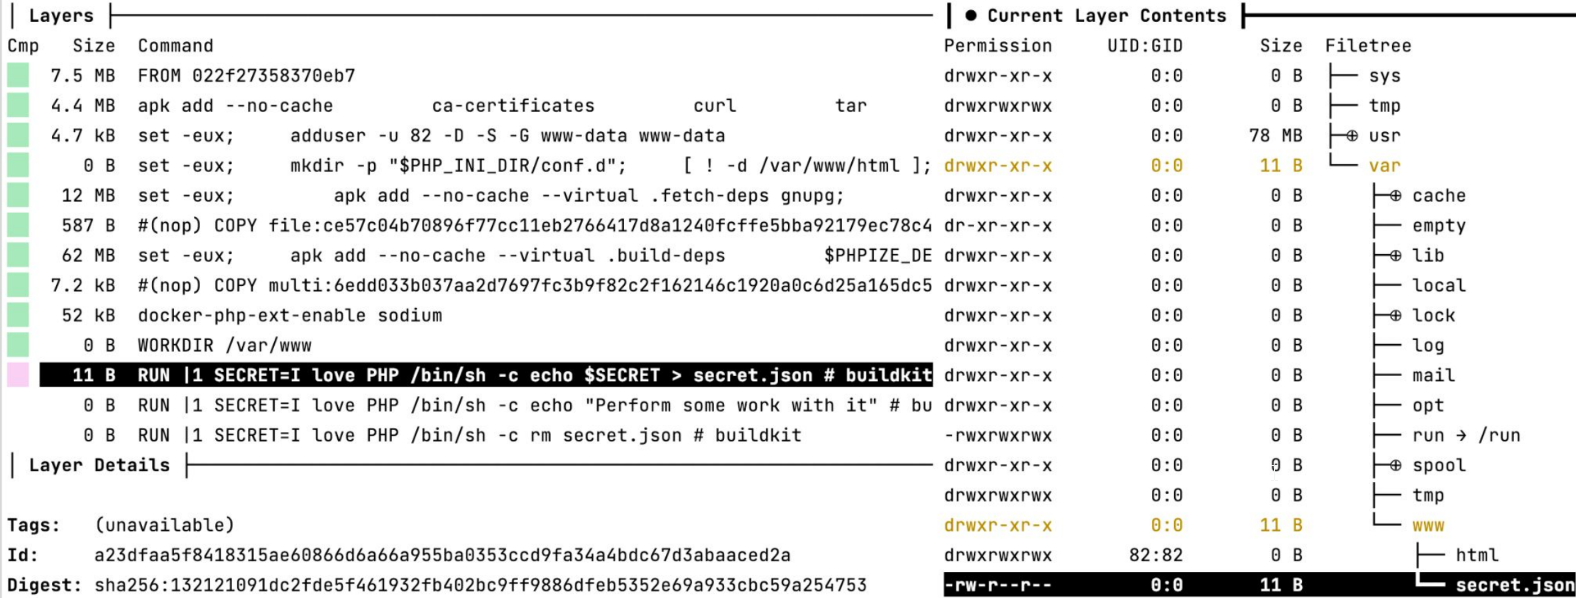 Layers
Cmp Size Command
7.5 MB FROM 022f27358370eb7
4.4 MB apk add --no-cache ca-certificates curl tar
4.7 kB set -eux; adduser -u 82 -D -S -G www-data www-data
0 B set -eux; mkdir -p "$PHP_INI_DIR/conf.d"; [ ! -d /var/www/html ];
12 MB set -eux; apk add --no-cache --virtual .fetch-deps gnupg;
587 B #(nop) COPY file:ce57c04b70896f77cc11eb2766417d8a1240fcffe5bba92179ec78c4
62 MB set -eux; apk add --no-cache --virtual .build-deps $PHPIZE_DE
7.2 kB #(nop) COPY multi:6edd033b037aa2d7697fc3b9f82c2f162146c1920a0c6d25a165dc5
52 kB docker-php-ext-enable sodium
0 B WORKDIR /var/www
11 B RUN |1 SECRET=I love PHP /bin/sh -c echo $SECRET > secret.json # buildkit
0 B RUN |1 SECRET=I love PHP /bin/sh -c echo "Perform some work with it" # bu
0 B RUN |1 SECRET=I love PHP /bin/sh -c rm secret.json # buildkit
Layer Details
Tags: (unavailable)
Id: a23dfaa5f8418315ae60866d6a66a955ba0353ccd9fa34a4bdc67d3abaaced2a
Digest: sha256:132121091dc2fde5f461932fb402bc9ff9886dfeb5352e69a933cbc59a254753
● Current Layer Contents
Permission UID:GID Size Filetree
drwxr-xr-x 0:0 0 B ├── sys
drwxrwxrwx 0:0 0 B ├── tmp
drwxr-xr-x 0:0 78 MB ├─⊕ usr
drwxr-xr-x 0:0 11 B └── var
drwxr-xr-x 0:0 0 B ├─⊕ cache
dr-xr-xr-x 0:0 0 B ├── empty
drwxr-xr-x 0:0 0 B ├─⊕ lib
drwxr-xr-x 0:0 0 B ├── local
drwxr-xr-x 0:0 0 B ├─⊕ lock
drwxr-xr-x 0:0 0 B ├── log
drwxr-xr-x 0:0 0 B ├── mail
drwxr-xr-x 0:0 0 B ├── opt
-rwxrwxrwx 0:0 0 B ├── run → /run
drwxr-xr-x 0:0 0 B ├─⊕ spool
drwxrwxrwx 0:0 0 B ├── tmp
drwxr-xr-x 0:0 11 B └── www
drwxrwxrwx 82:82 0 B ├── html
-rw-r--r-- 0:0 11 B └── secret.json